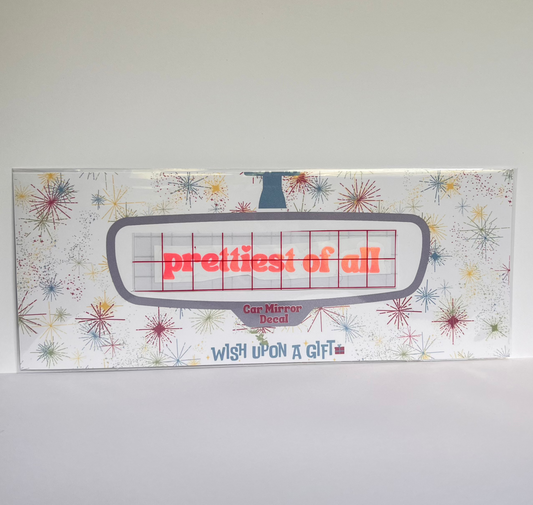 prettiest of all
Car Mirror
Decal
WISH UPON A GIFT